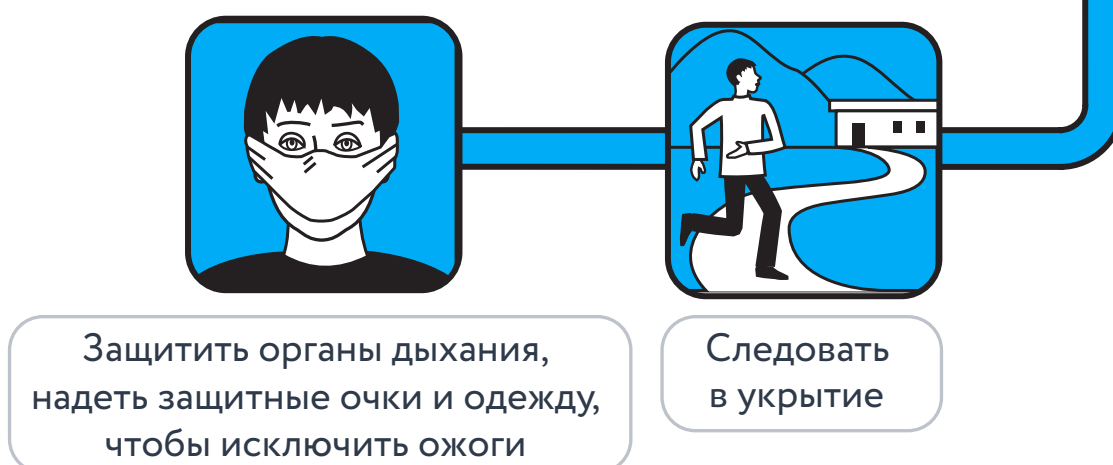 Защитить органы дыхания,
надеть защитные очки и одежду,
чтобы исключить ожоги
Следовать
в укрытие